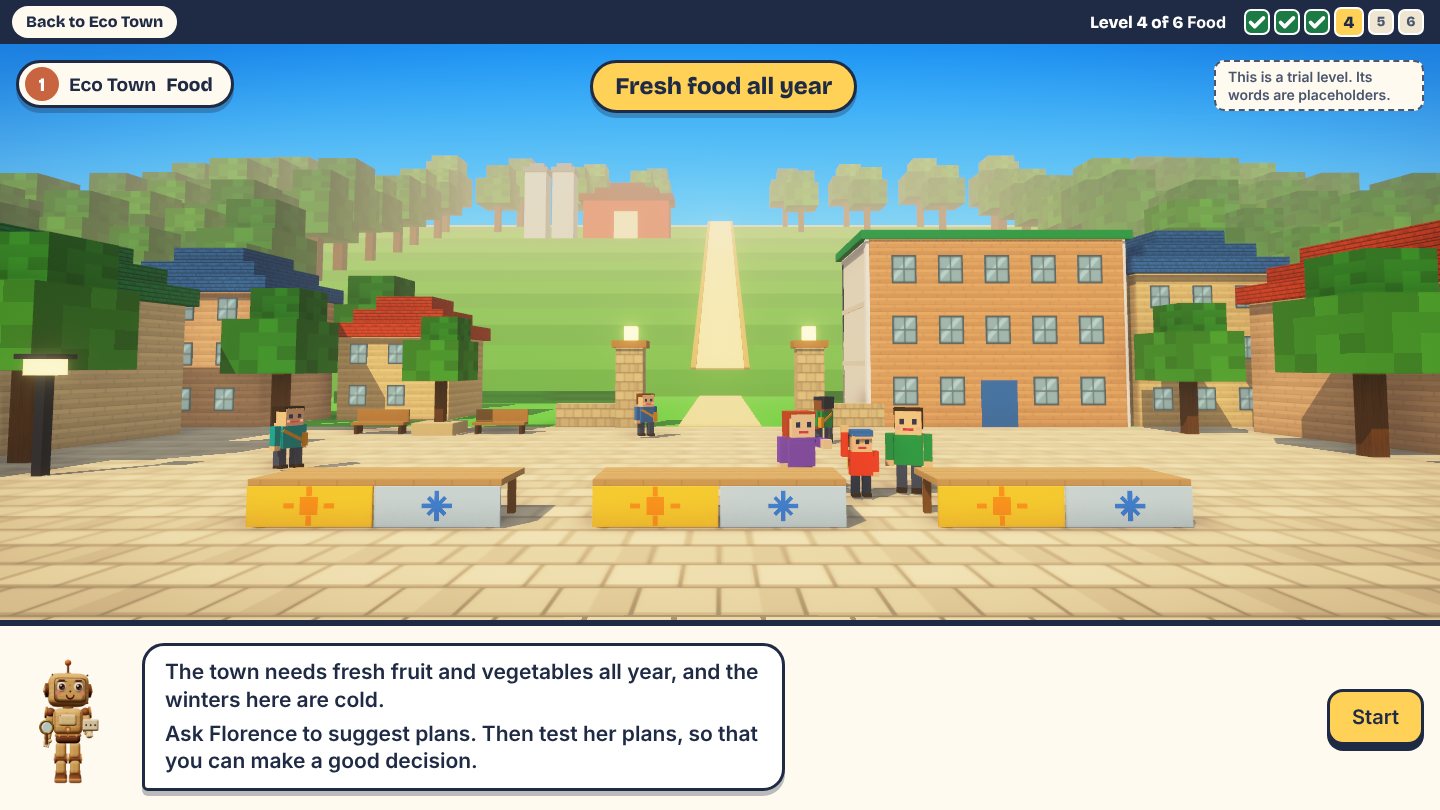 Back to Eco Town
Level 4 of 6 Food
4
5
6
1
Eco Town Food
Fresh food all year
This is a trial level. Its
words are placeholders.
The town needs fresh fruit and vegetables all year, and the
winters here are cold.
Ask Florence to suggest plans. Then test her plans, so that
you can make a good decision.
Start